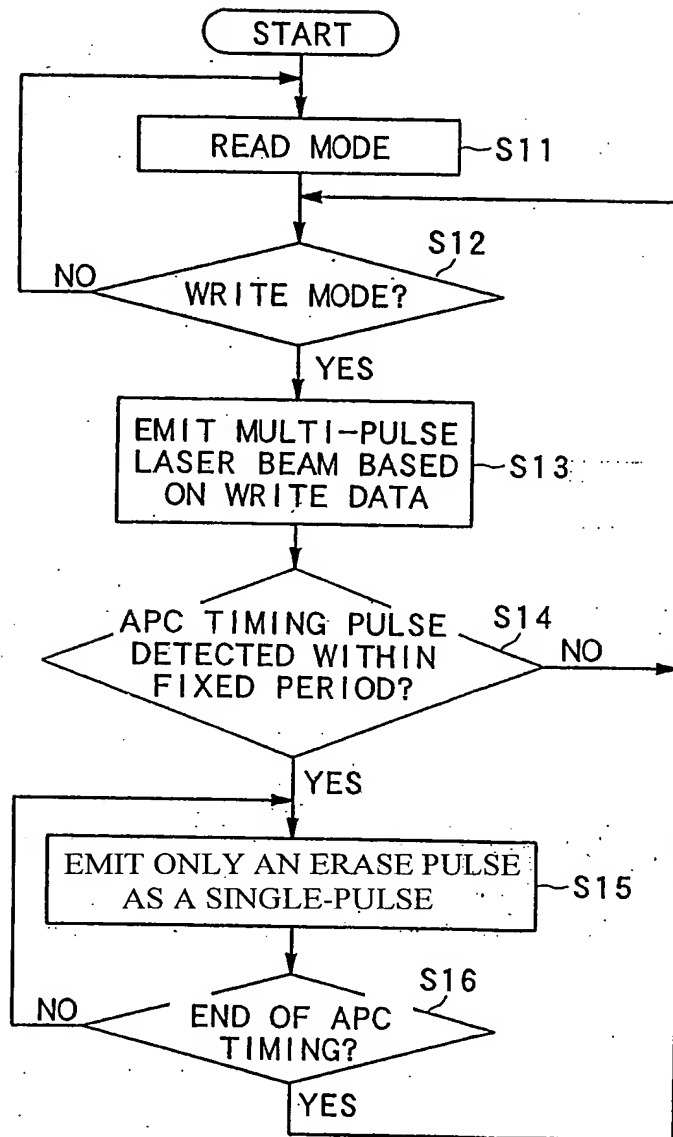 START
READ MODE
S11
S12
NO
WRITE MODE?
YES
EMIT MULTI-PULSE
LASER BEAM BASED
ON WRITE DATA
S13
APC TIMING PULSE
DETECTED WITHIN
FIXED PERIOD?
S14
NO
YES
EMIT ONLY AN ERASE PULSE
AS A SINGLE-PULSE
S15
S16
NO
END OF APC
TIMING?
YES